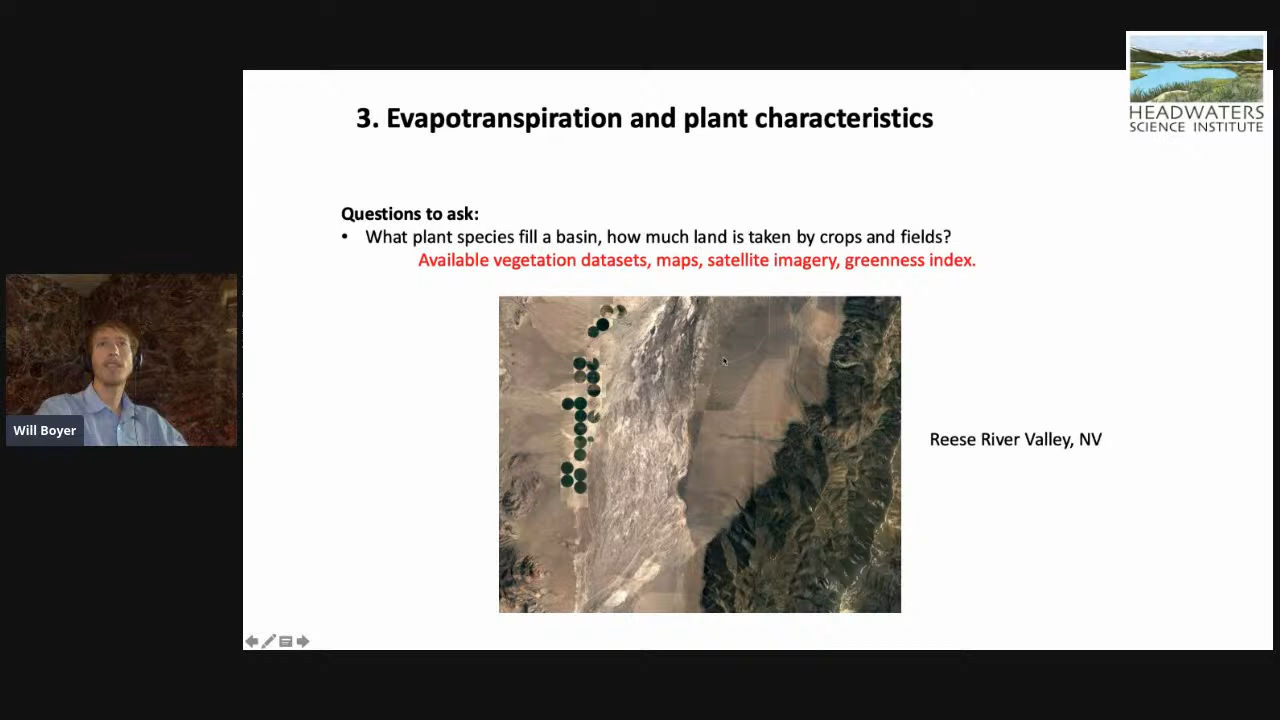 HEADWATERS
SCIENCE INSTITUTE
3. Evapotranspiration and plant characteristics
Questions to ask:
• What plant species fill a basin, how much land is taken by crops and fields?
Available vegetation datasets, maps, satellite imagery, greenness index.
Will Boyer
Reese River Valley, NV